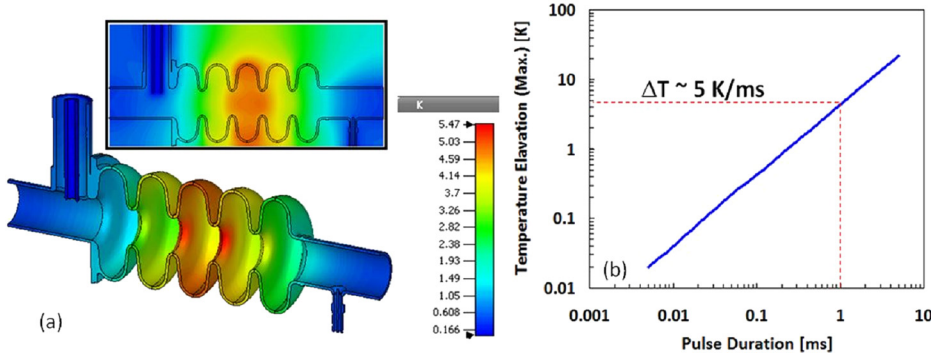 K
5.47
5.03
4.59
4.14
3.7
3.26
2.82
2.38
1.93
1.49
1.05
0.608
0.166
(a)
Temperature Elavation (Max.) [K]
100
10
1
0.1
0.01
ΔT ~ 5 K/ms
(b)
0.001 0.01 0.1 1 10
Pulse Duration [ms]